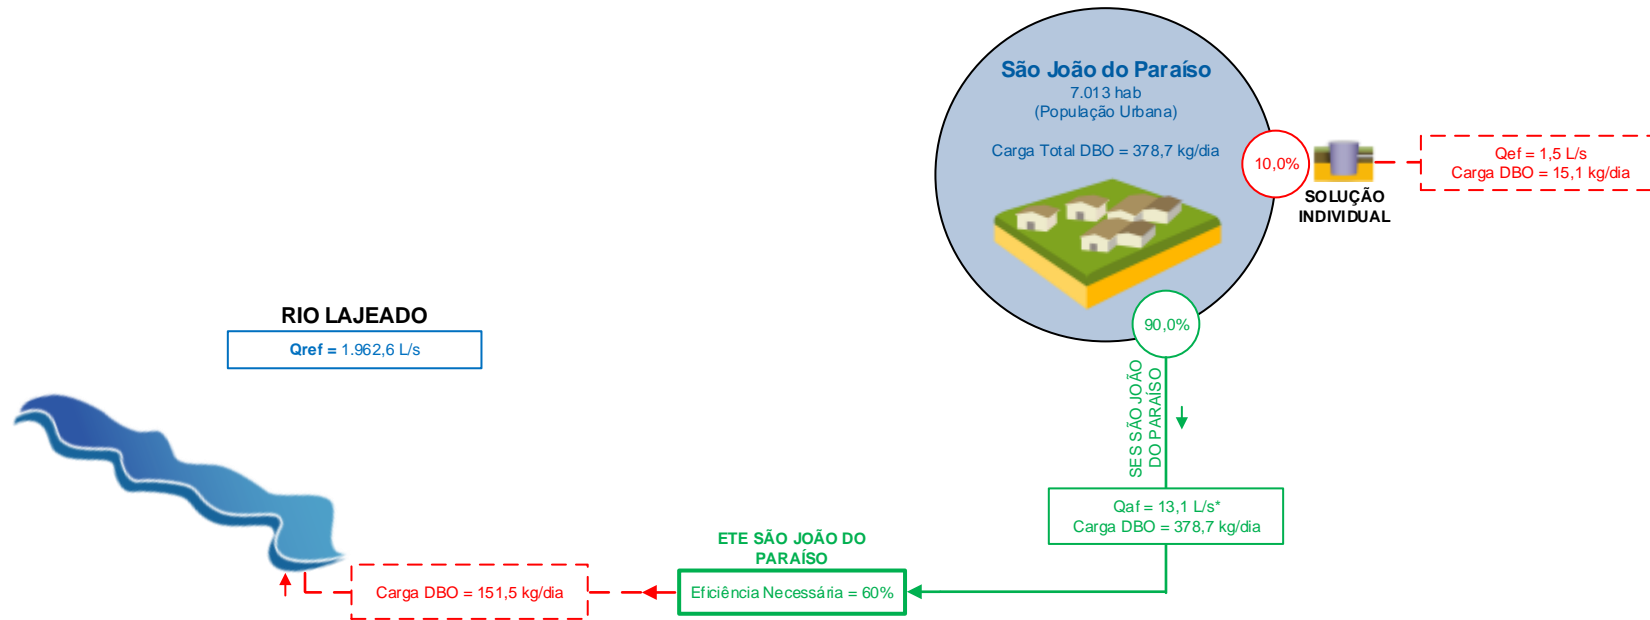 São João do Paraíso
7.013 hab
(População Urbana)
Carga Total DBO = 378,7 kg/dia
10,0%
SOLUÇÃO
INDIVIDUAL
Qef = 1,5 L/s
Carga DBO = 15,1 kg/dia
90,0%
SES SÃO JOÃO
DO PARAÍSO
Qaf = 13,1 L/s*
Carga DBO = 378,7 kg/dia
RIO LAJEADO
Qref = 1.962,6 L/s
ETE SÃO JOÃO DO
PARAÍSO
Eficiência Necessária = 60%
Carga DBO = 151,5 kg/dia